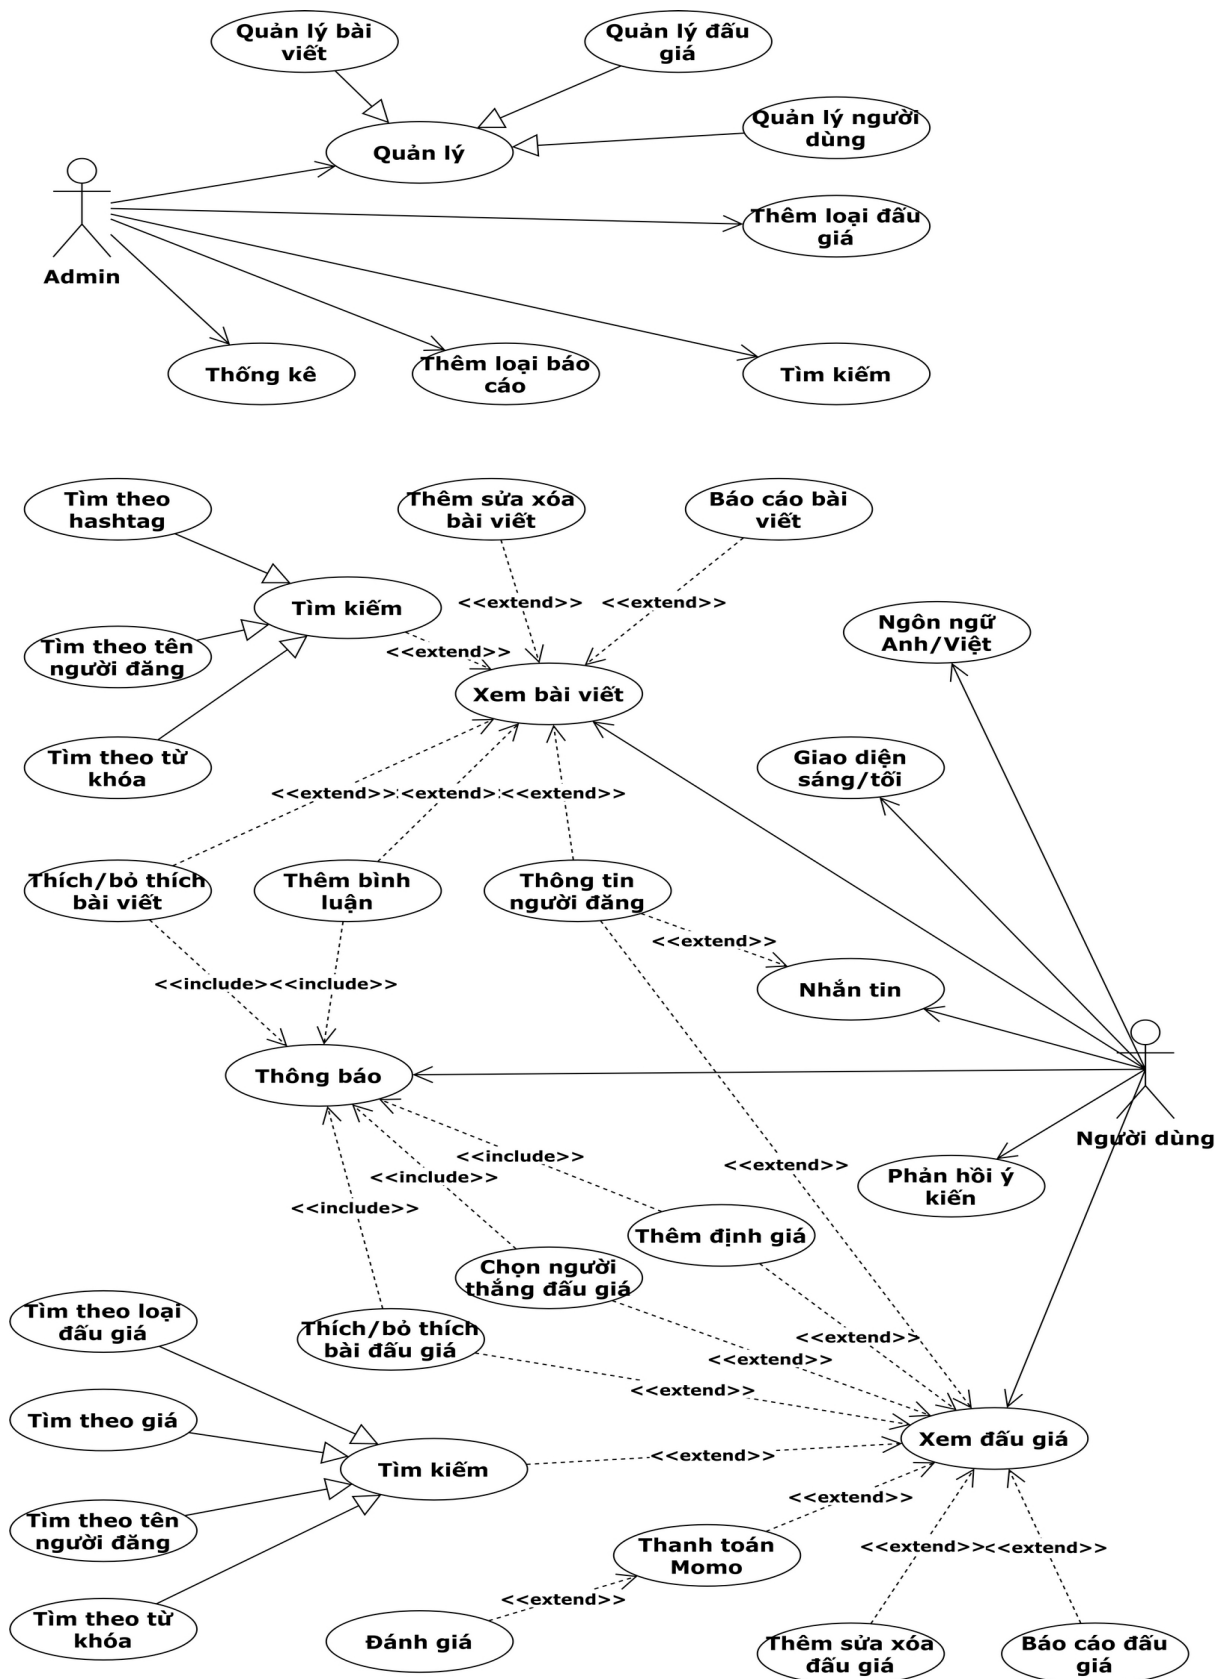 Quản lý bài
viết
Quản lý đấu
giá
Quản lý người
dùng
Quản lý
Thêm loại đấu
giá
Admin
Thống kê
Thêm loại báo
cáo
Tìm kiếm
Tìm theo
hashtag
Thêm sửa xóa
bài viết
Báo cáo bài
viết
Tìm kiếm
<<extend>>
<<extend>>
Ngôn ngữ
Anh/Việt
Tìm theo tên
người đăng
<<extend>>
Xem bài viết
Tìm theo từ
khóa
Giao diện
sáng/tối
<<extend>>
<<extend>
<<extend>>
Thích/bỏ thích
bài viết
Thêm bình
luận
Thông tin
người đăng
<<extend>>
<<include>
<<include>>
Nhắn tin
Thông báo
Người dùng
<<include>>
<<extend>>
<<include>>
Phản hồi ý
kiến
<<include>>
Thêm định giá
Chọn người
thắng đấu giá
Tìm theo loại
đấu giá
Thích/bỏ thích
bài đấu giá
<<extend>>
<<extend>>
<<extend>>
Tìm theo giá
Xem đấu giá
Tìm kiếm
<<extend>>
<<extend>>
Tìm theo tên
người đăng
Thanh toán
Momo
<<extend>>
<<extend>>
<<extend>>
Tìm theo từ
khóa
Đánh giá
Thêm sửa xóa
đấu giá
Báo cáo đấu
giá